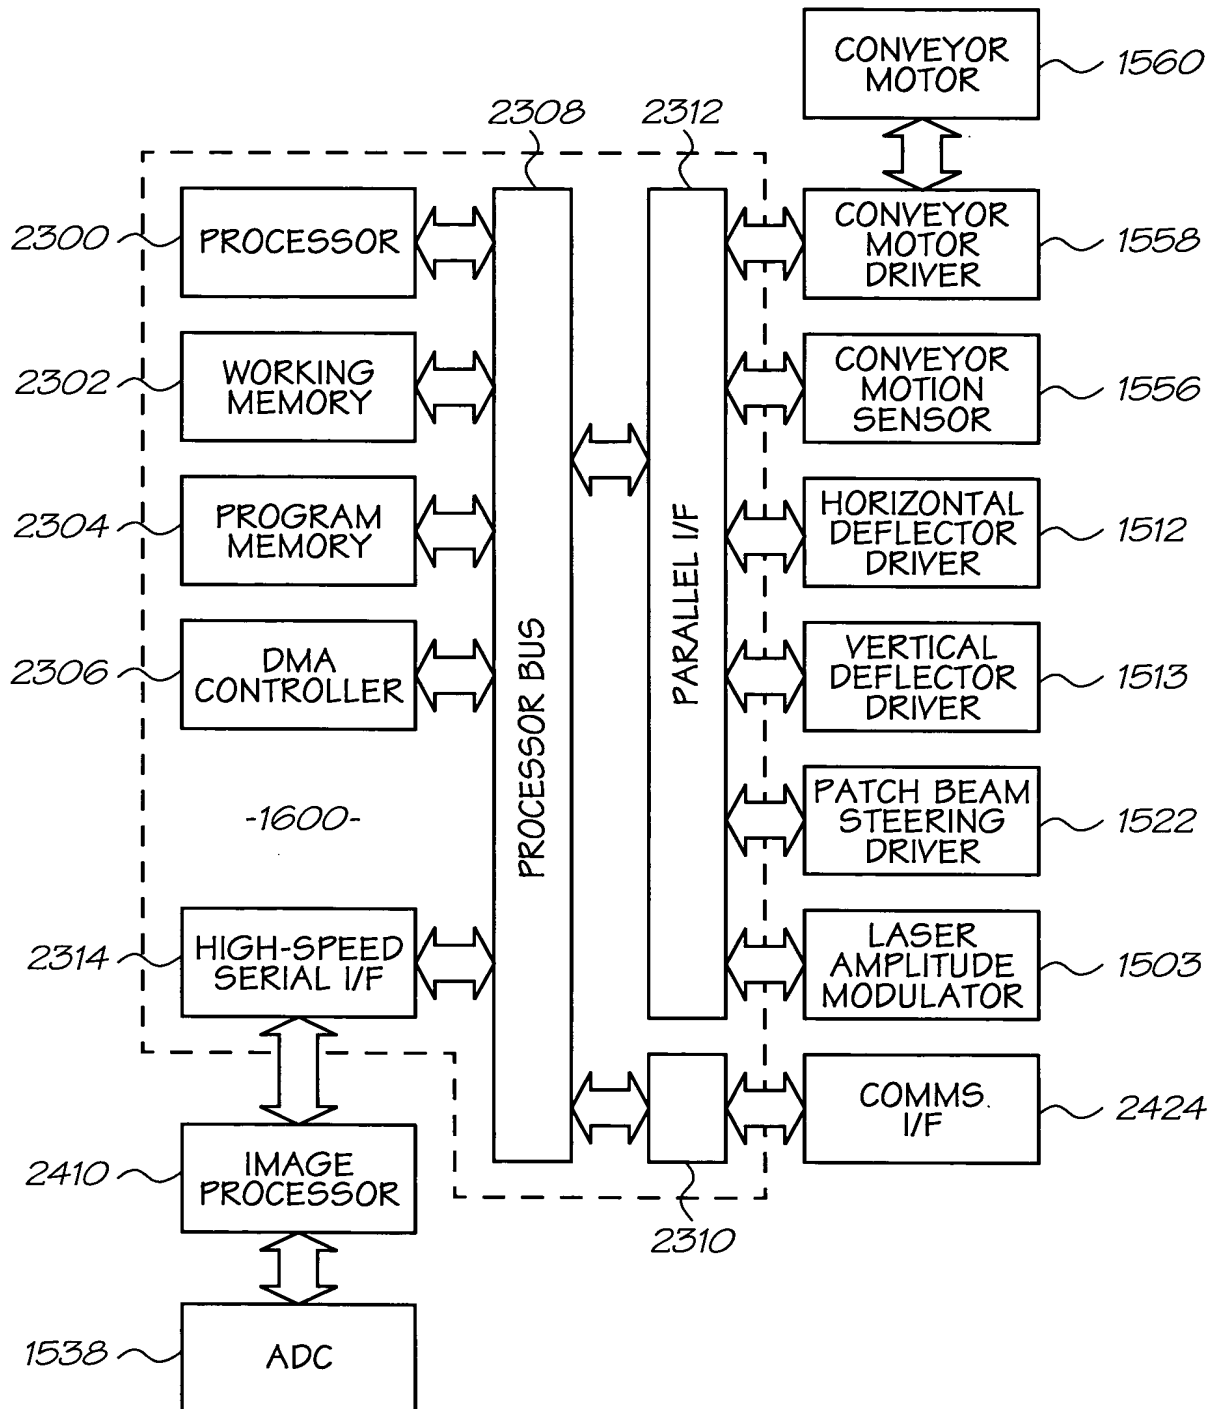 CONVEYOR
MOTOR
1560
2308
2312
2300
PROCESSOR
CONVEYOR
MOTOR
DRIVER
1558
2302
WORKING
MEMORY
CONVEYOR
MOTION
SENSOR
1556
2304
PROGRAM
MEMORY
HORIZONTAL
DEFLECTOR
DRIVER
1512
2306
DMA
CONTROLLER
PROCESSOR BUS
PARALLEL I/F
VERTICAL
DEFLECTOR
DRIVER
1513
-1600-
PATCH BEAM
STEERING
DRIVER
1522
2314
HIGH-SPEED
SERIAL I/F
LASER
AMPLITUDE
MODULATOR
1503
COMMS.
I/F
2424
2410
IMAGE
PROCESSOR
2310
1538
ADC